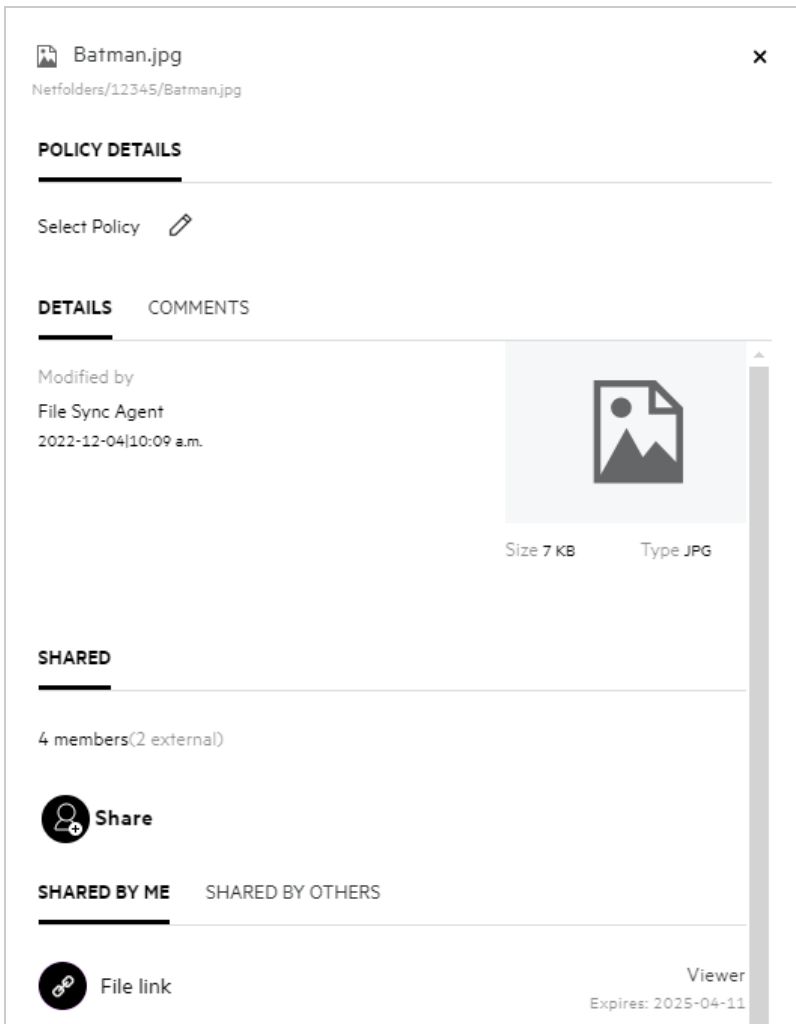 Batman.jpg
Netfolders/12345/Batman.jpg
POLICY DETAILS
Select Policy
DETAILS COMMENTS
Modified by
File Sync Agent
2022-12-04|10:09 a.m.
Size 7 KB Type JPG
SHARED
4 members(2 external)
Share
SHARED BY ME SHARED BY OTHERS
File link
Viewer
Expires: 2025-04-11